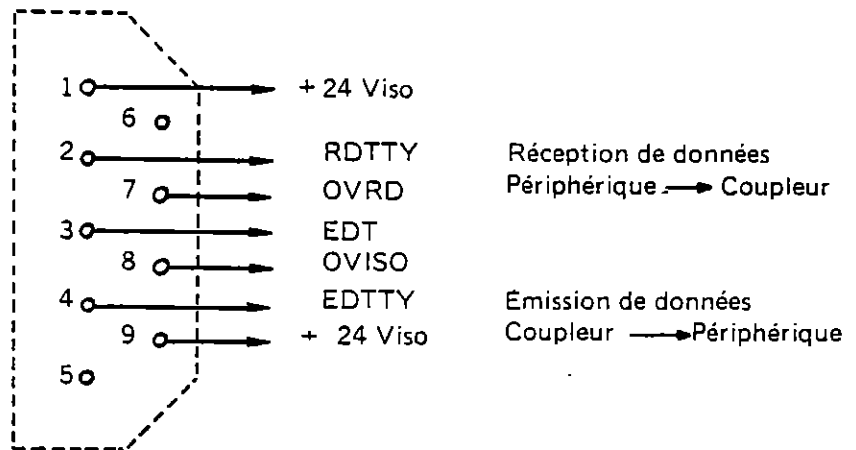 1 + 24 Viso
6
2 RDTTY Réception de données
7 OVRD Périphérique → Coupleur
3 EDT
8 OVISO
4 EDTTY Emission de données
9 + 24 Viso Coupleur → Périphérique
5